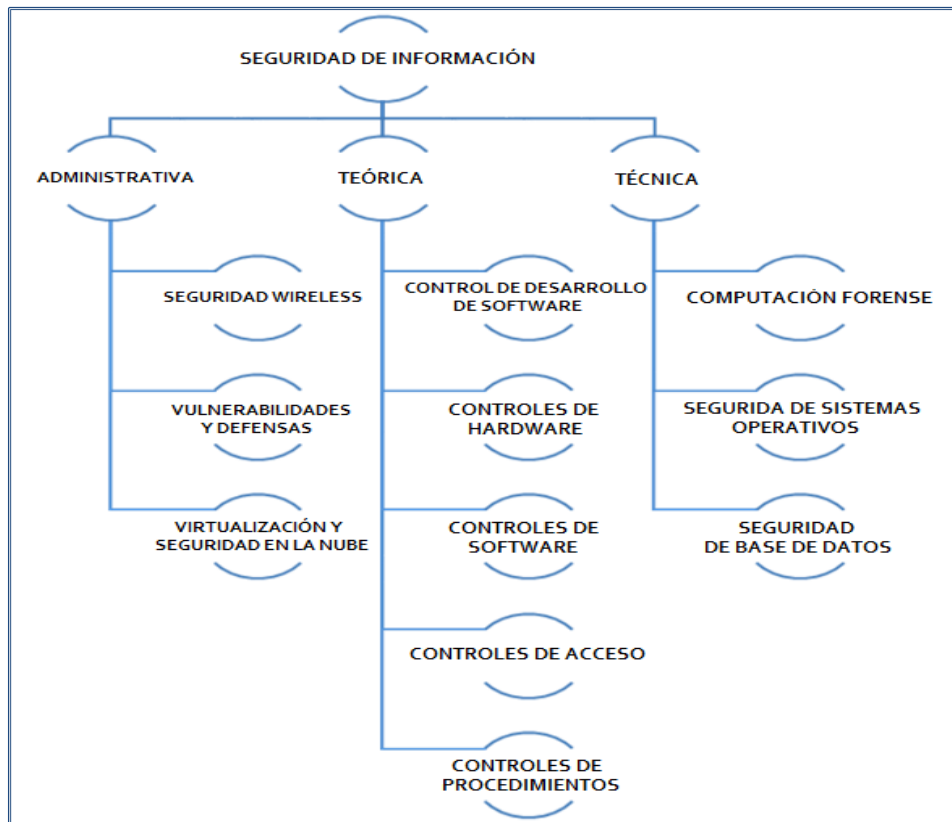 SEGURIDAD DE INFORMACIÓN
ADMINISTRATIVA
TEÓRICA
TÉCNICA
SEGURIDAD WIRELESS
VULNERABILIDADES
Y DEFENSAS
VIRTUALIZACIÓN Y
SEGURIDAD EN LA NUBE
CONTROL DE DESARROLLO
DE SOFTWARE
CONTROLES DE
HARDWARE
CONTROLES DE
SOFTWARE
CONTROLES DE ACCESO
CONTROLES DE
PROCEDIMIENTOS
COMPUTACIÓN FORENSE
SEGURIDA DE SISTEMAS
OPERATIVOS
SEGURIDAD
DE BASE DE DATOS